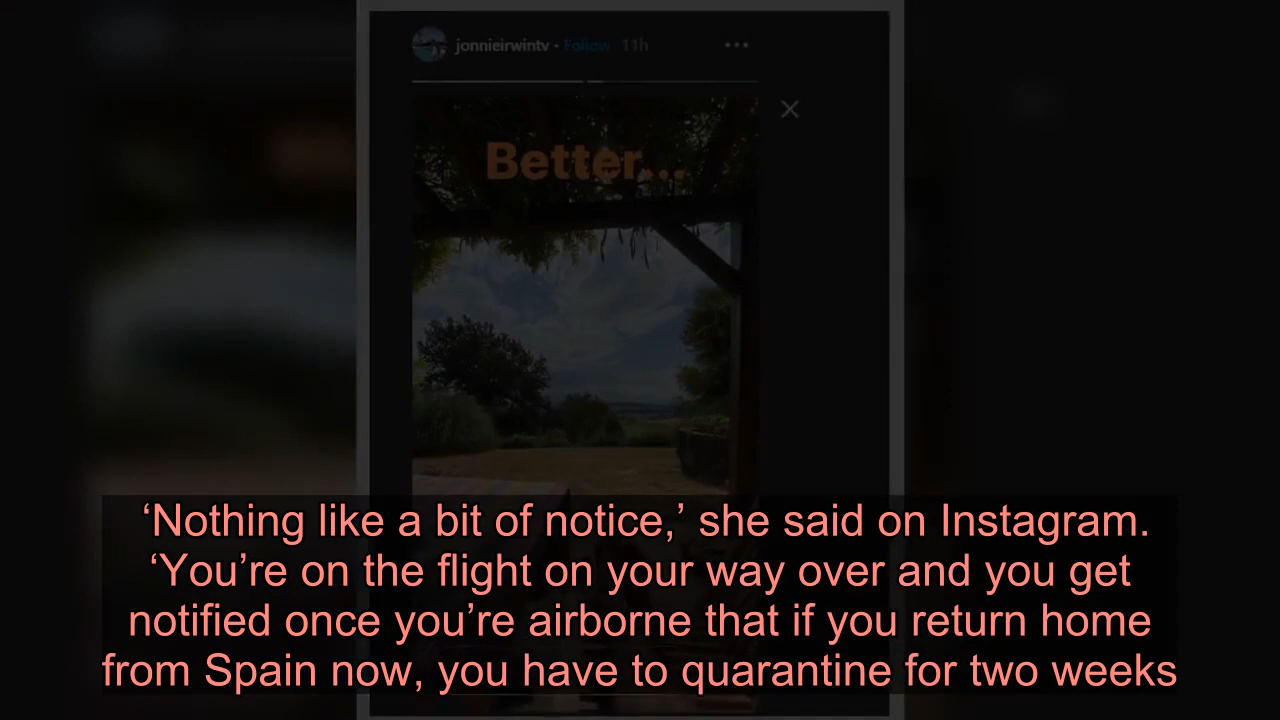 jonnieirwintv • Follow 11h
Better...
‘Nothing like a bit of notice,’ she said on Instagram.
‘You’re on the flight on your way over and you get
notified once you’re airborne that if you return home
from Spain now, you have to quarantine for two weeks